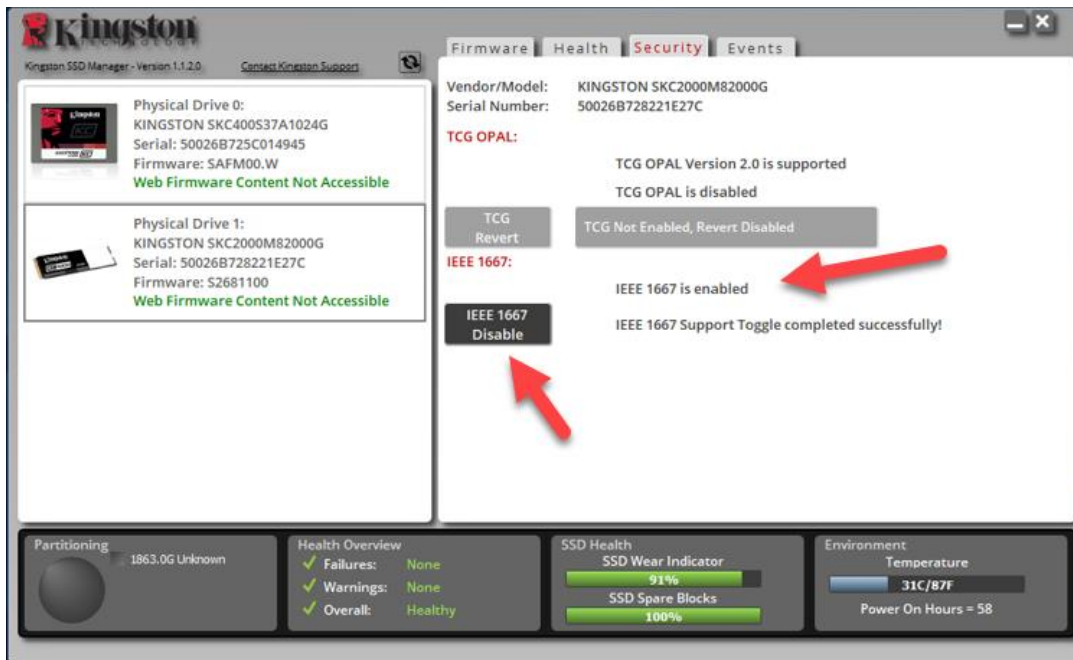 Kingston
TECHNOLOGY
Kingston SSD Manager - Version 1.1.2.0 Contact Kingston Support
Physical Drive 0:
KINGSTON SKC400S37A1024G
Serial: 50026B725C014945
Firmware: SAFM00.W
Web Firmware Content Not Accessible
Physical Drive 1:
KINGSTON SKC2000M82000G
Serial: 50026B728221E27C
Firmware: S2681100
Web Firmware Content Not Accessible
Firmware Health Security Events
Vendor/Model: KINGSTON SKC2000M82000G
Serial Number: 50026B728221E27C
TCG OPAL:
TCG OPAL Version 2.0 is supported
TCG OPAL is disabled
TCG
Revert
TCG Not Enabled, Revert Disabled
IEEE 1667:
IEEE 1667 is enabled
IEEE 1667
Disable
IEEE 1667 Support Toggle completed successfully!
Partitioning
1863.0G Unknown
Health Overview
Failures: None
Warnings: None
Overall: Healthy
SSD Health
SSD Wear Indicator
91%
SSD Spare Blocks
100%
Environment
Temperature
31C/87F
Power On Hours = 58